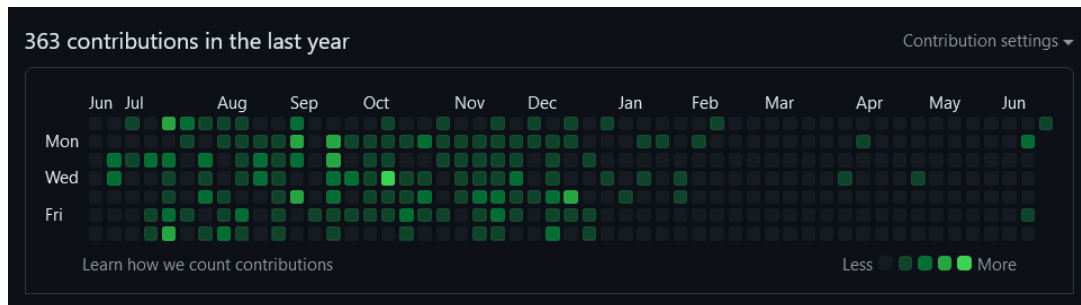 363 contributions in the last year
Contribution settings
Jun Jul Aug Sep Oct Nov Dec Jan Feb Mar Apr May Jun
Mon
Wed
Fri
Learn how we count contributions
Less More